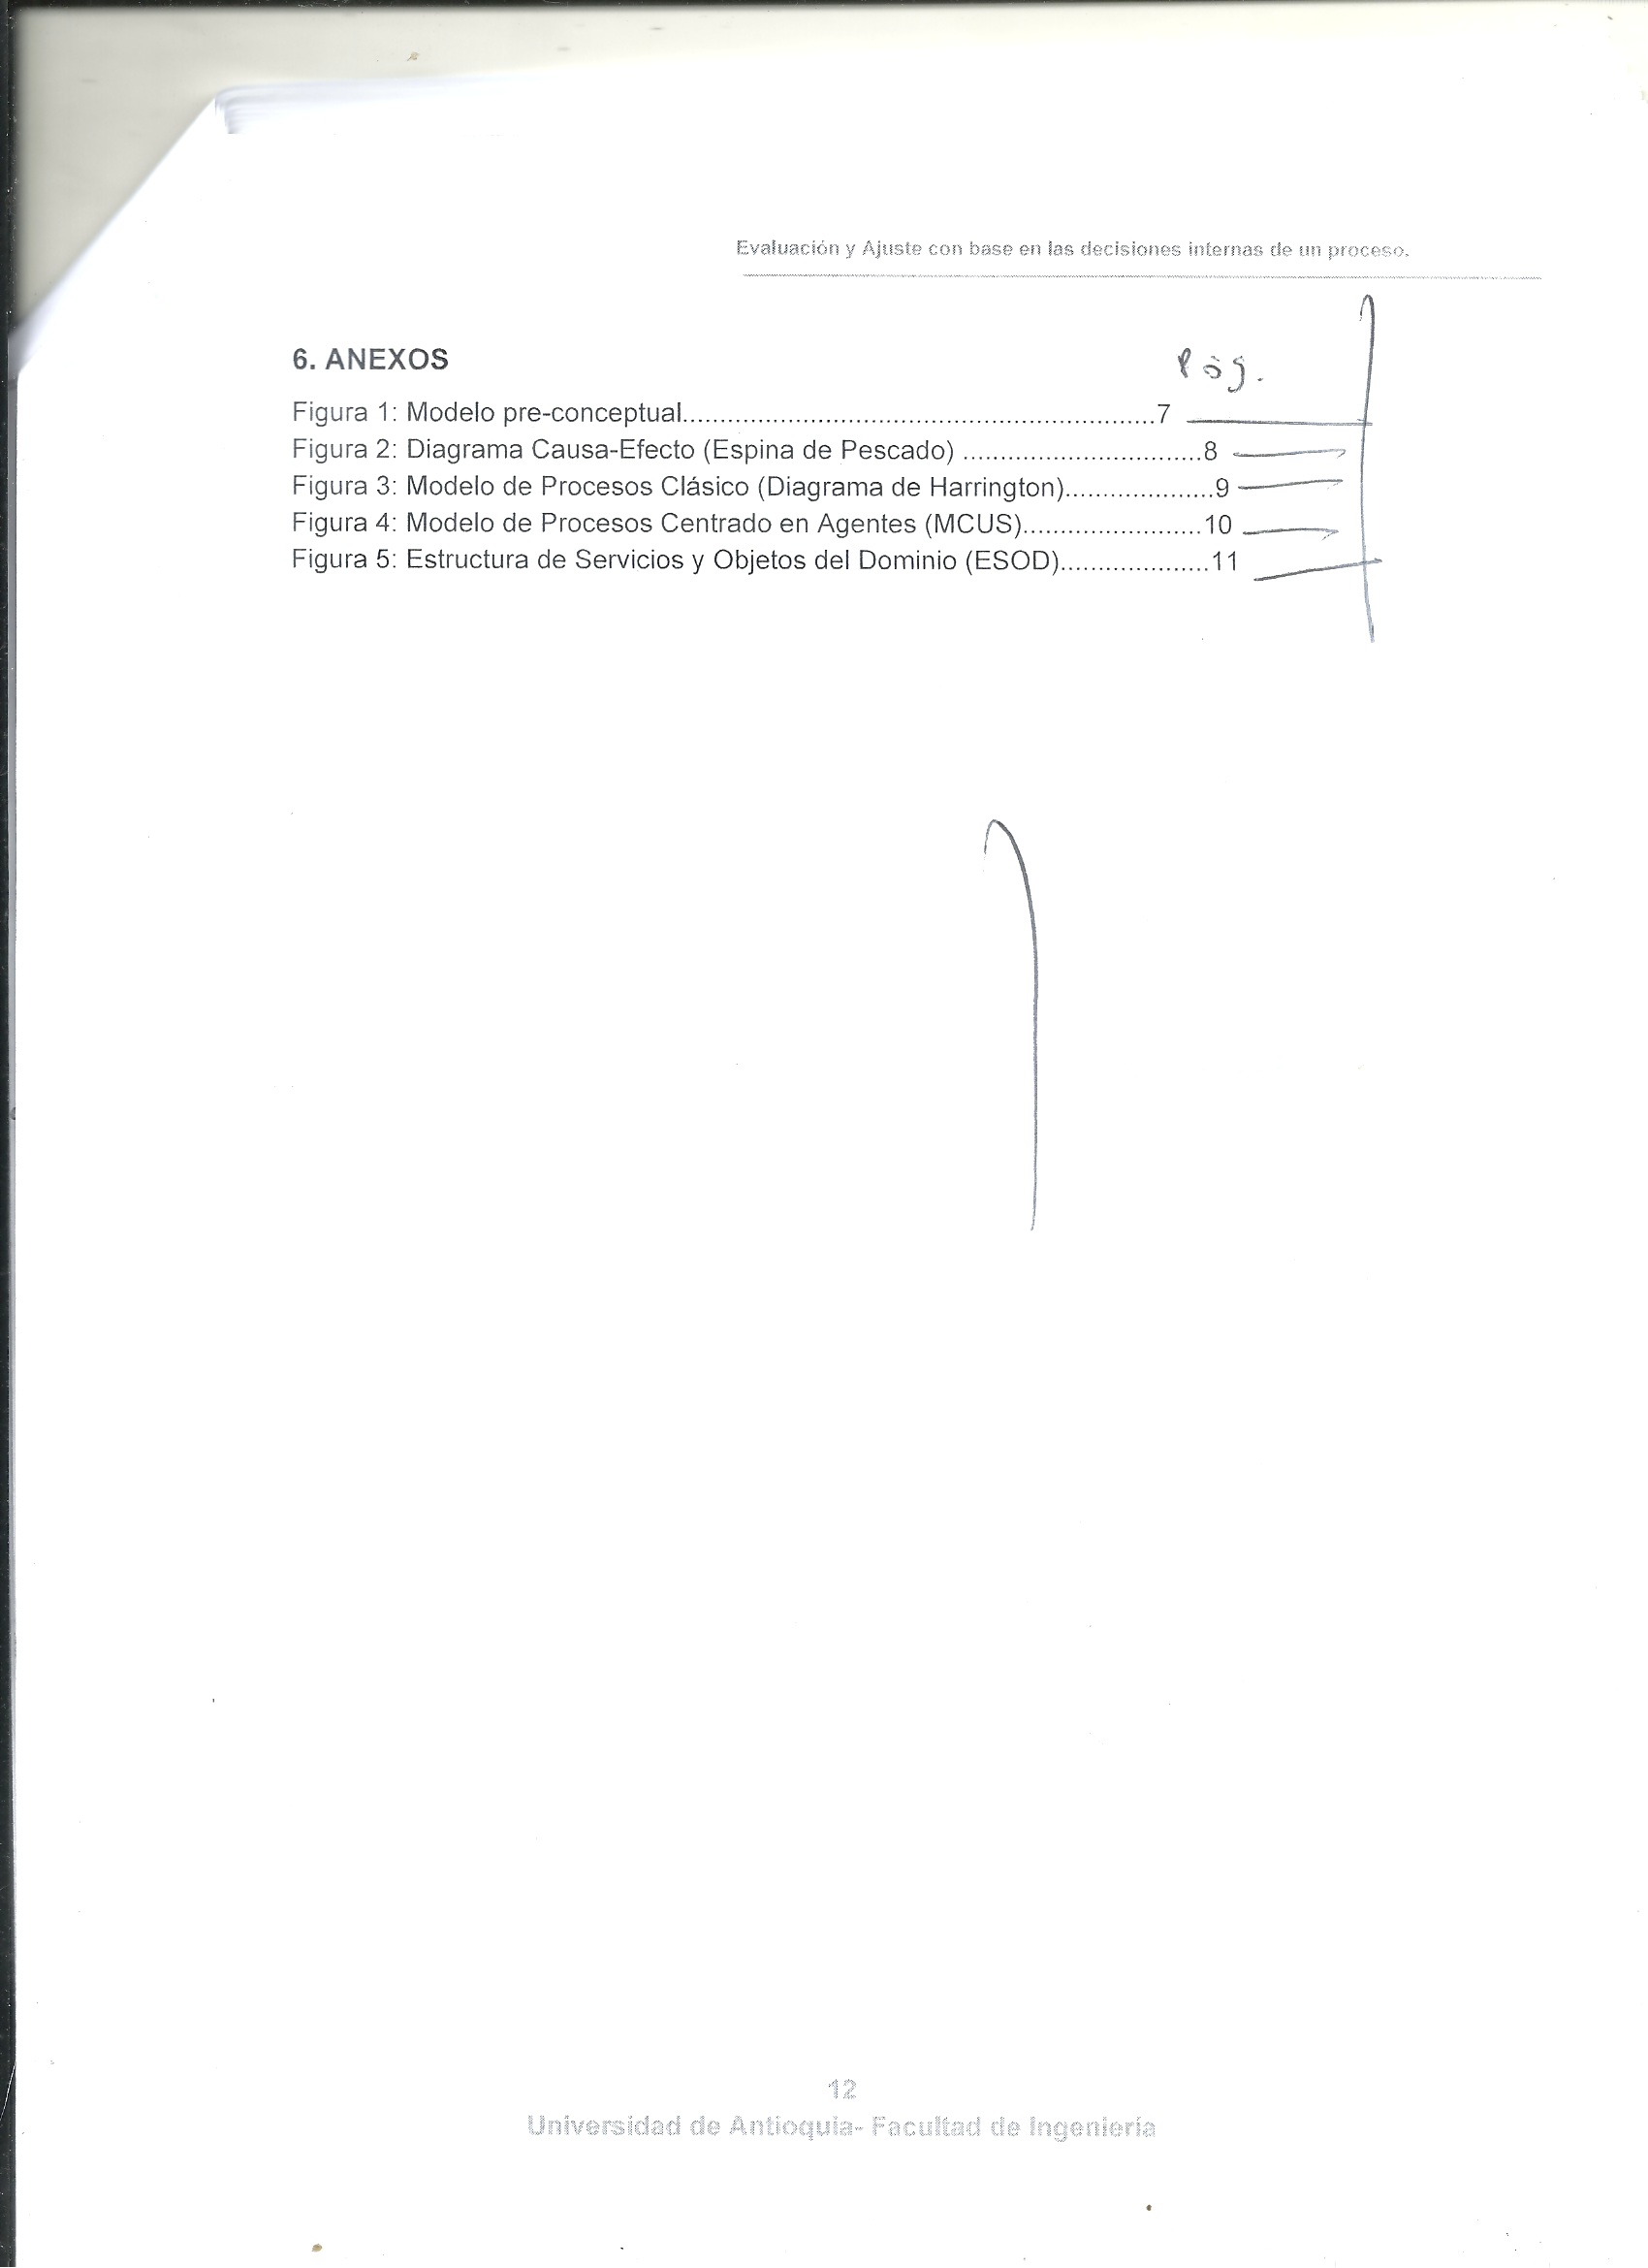 Evaluación y Ajuste con base en las decisiones internas de un proceso.
6. ANEXOS
Pág.
Figura 1: Modelo pre-conceptual...............................................................7
Figura 2: Diagrama Causa-Efecto (Espina de Pescado) ................................8
Figura 3: Modelo de Procesos Clásico (Diagrama de Harrington)....................9
Figura 4: Modelo de Procesos Centrado en Agentes (MCUS)........................10
Figura 5: Estructura de Servicios y Objetos del Dominio (ESOD)....................11
12
Universidad de Antioquia- Facultad de Ingeniería